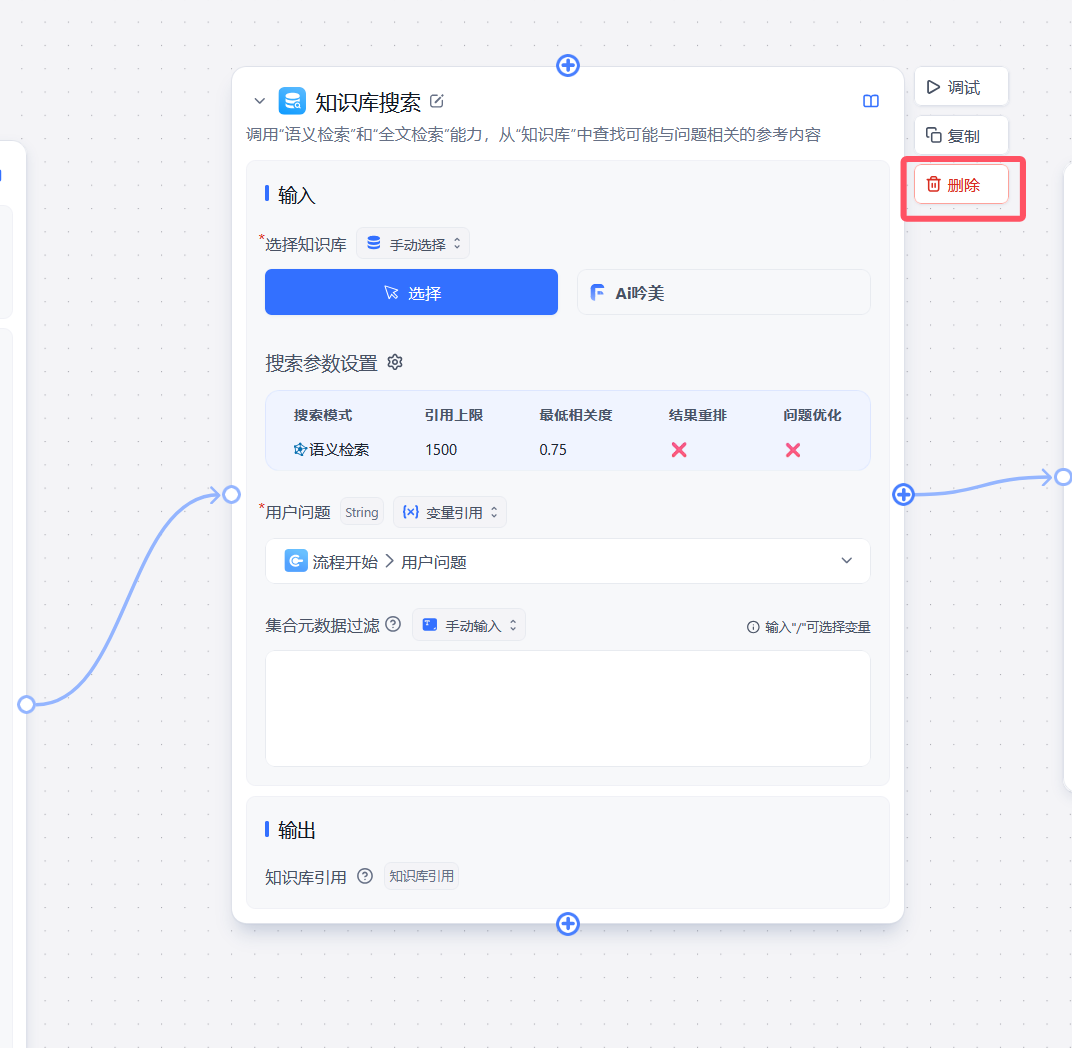 知识库搜索
调用“语义检索”和“全文检索”能力，从“知识库”中查找可能与问题相关的参考内容
调试
复制
删除
输入
*选择知识库 手动选择
选择 Ai吟美
搜索参数设置
搜索模式 引用上限 最低相关度 结果重排 问题优化
语义检索 1500 0.75
*用户问题 String 变量引用
流程开始 > 用户问题
集合元数据过滤 手动输入 输入"/"可选择变量
输出
知识库引用 知识库引用